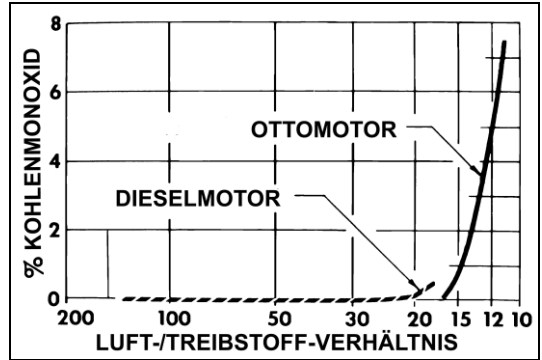 % KOHLENMONOXID
8
6
4
2
0
OTTOMOTOR
DIESELMOTOR
200 100 50 30 20 15 12 10
LUFT-/TREIBSTOFF-VERHÄLTNIS